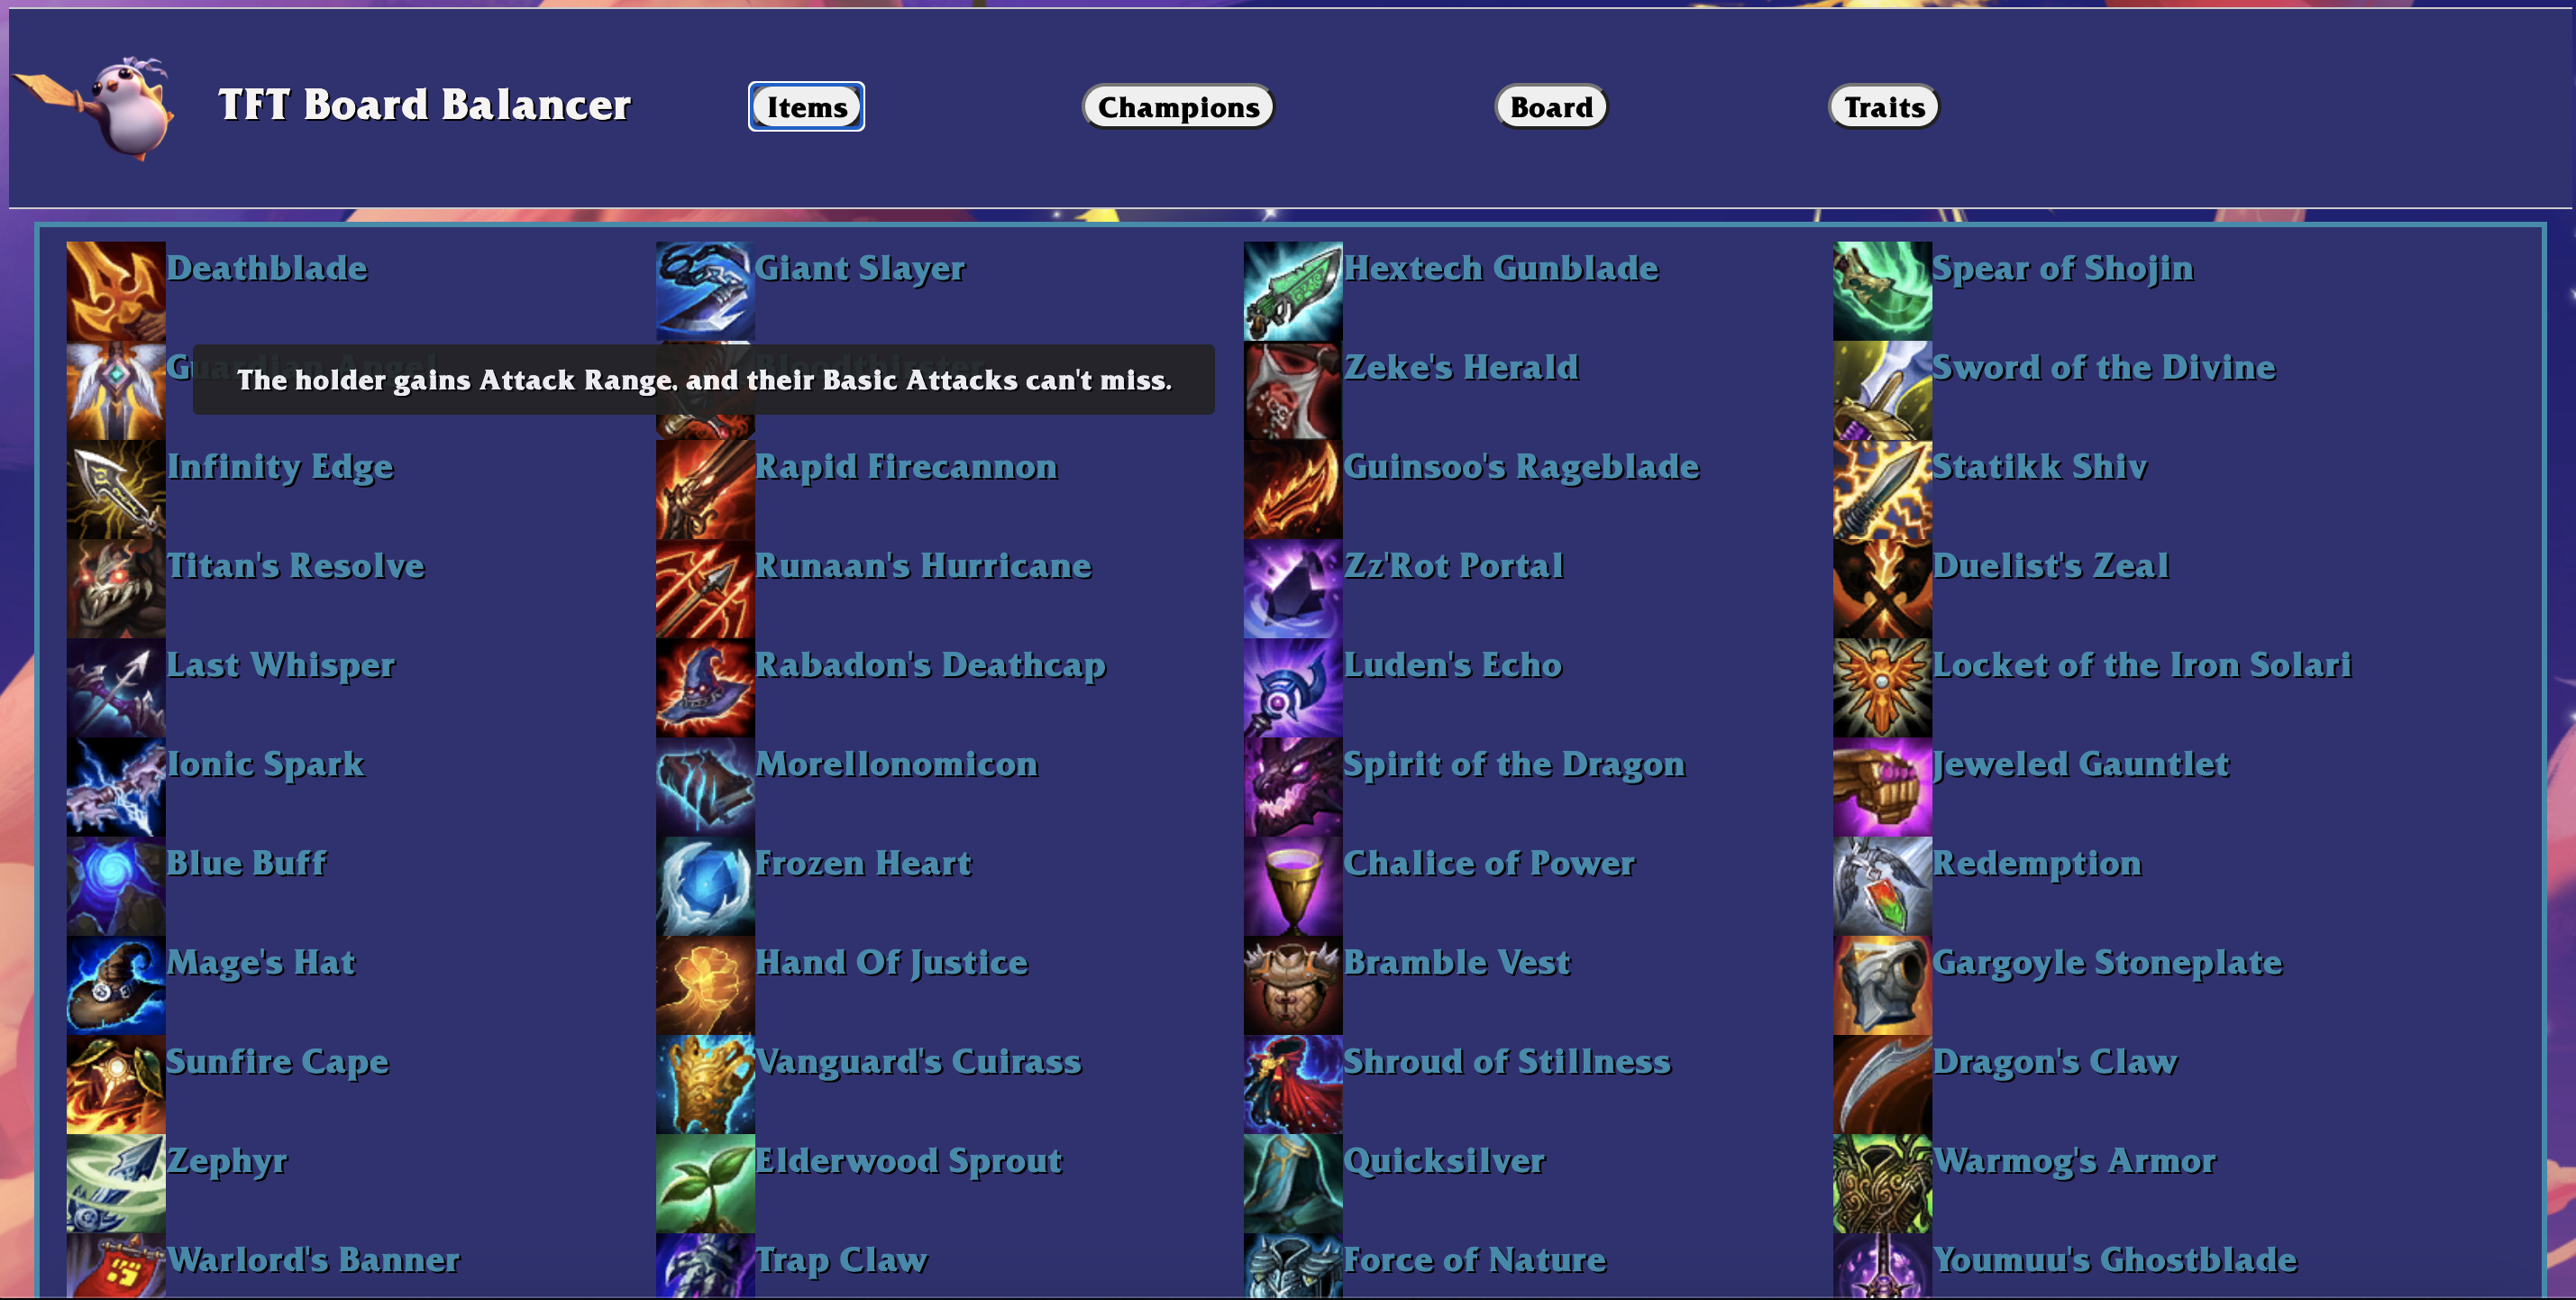 TFT Board Balancer Items Champions Board Traits
Deathblade Giant Slayer Hextech Gunblade Spear of Shojin
Guardian Angel Bloodthirster Zeke's Herald Sword of the Divine
The holder gains Attack Range, and their Basic Attacks can't miss.
Infinity Edge Rapid Firecannon Guinsoo's Rageblade Statikk Shiv
Titan's Resolve Runaan's Hurricane Zz'Rot Portal Duelist's Zeal
Last Whisper Rabadon's Deathcap Luden's Echo Locket of the Iron Solari
Ionic Spark Morellonomicon Spirit of the Dragon Jeweled Gauntlet
Blue Buff Frozen Heart Chalice of Power Redemption
Mage's Hat Hand Of Justice Bramble Vest Gargoyle Stoneplate
Sunfire Cape Vanguard's Cuirass Shroud of Stillness Dragon's Claw
Zephyr Elderwood Sprout Quicksilver Warmog's Armor
Warlord's Banner Trap Claw Force of Nature Youmuu's Ghostblade